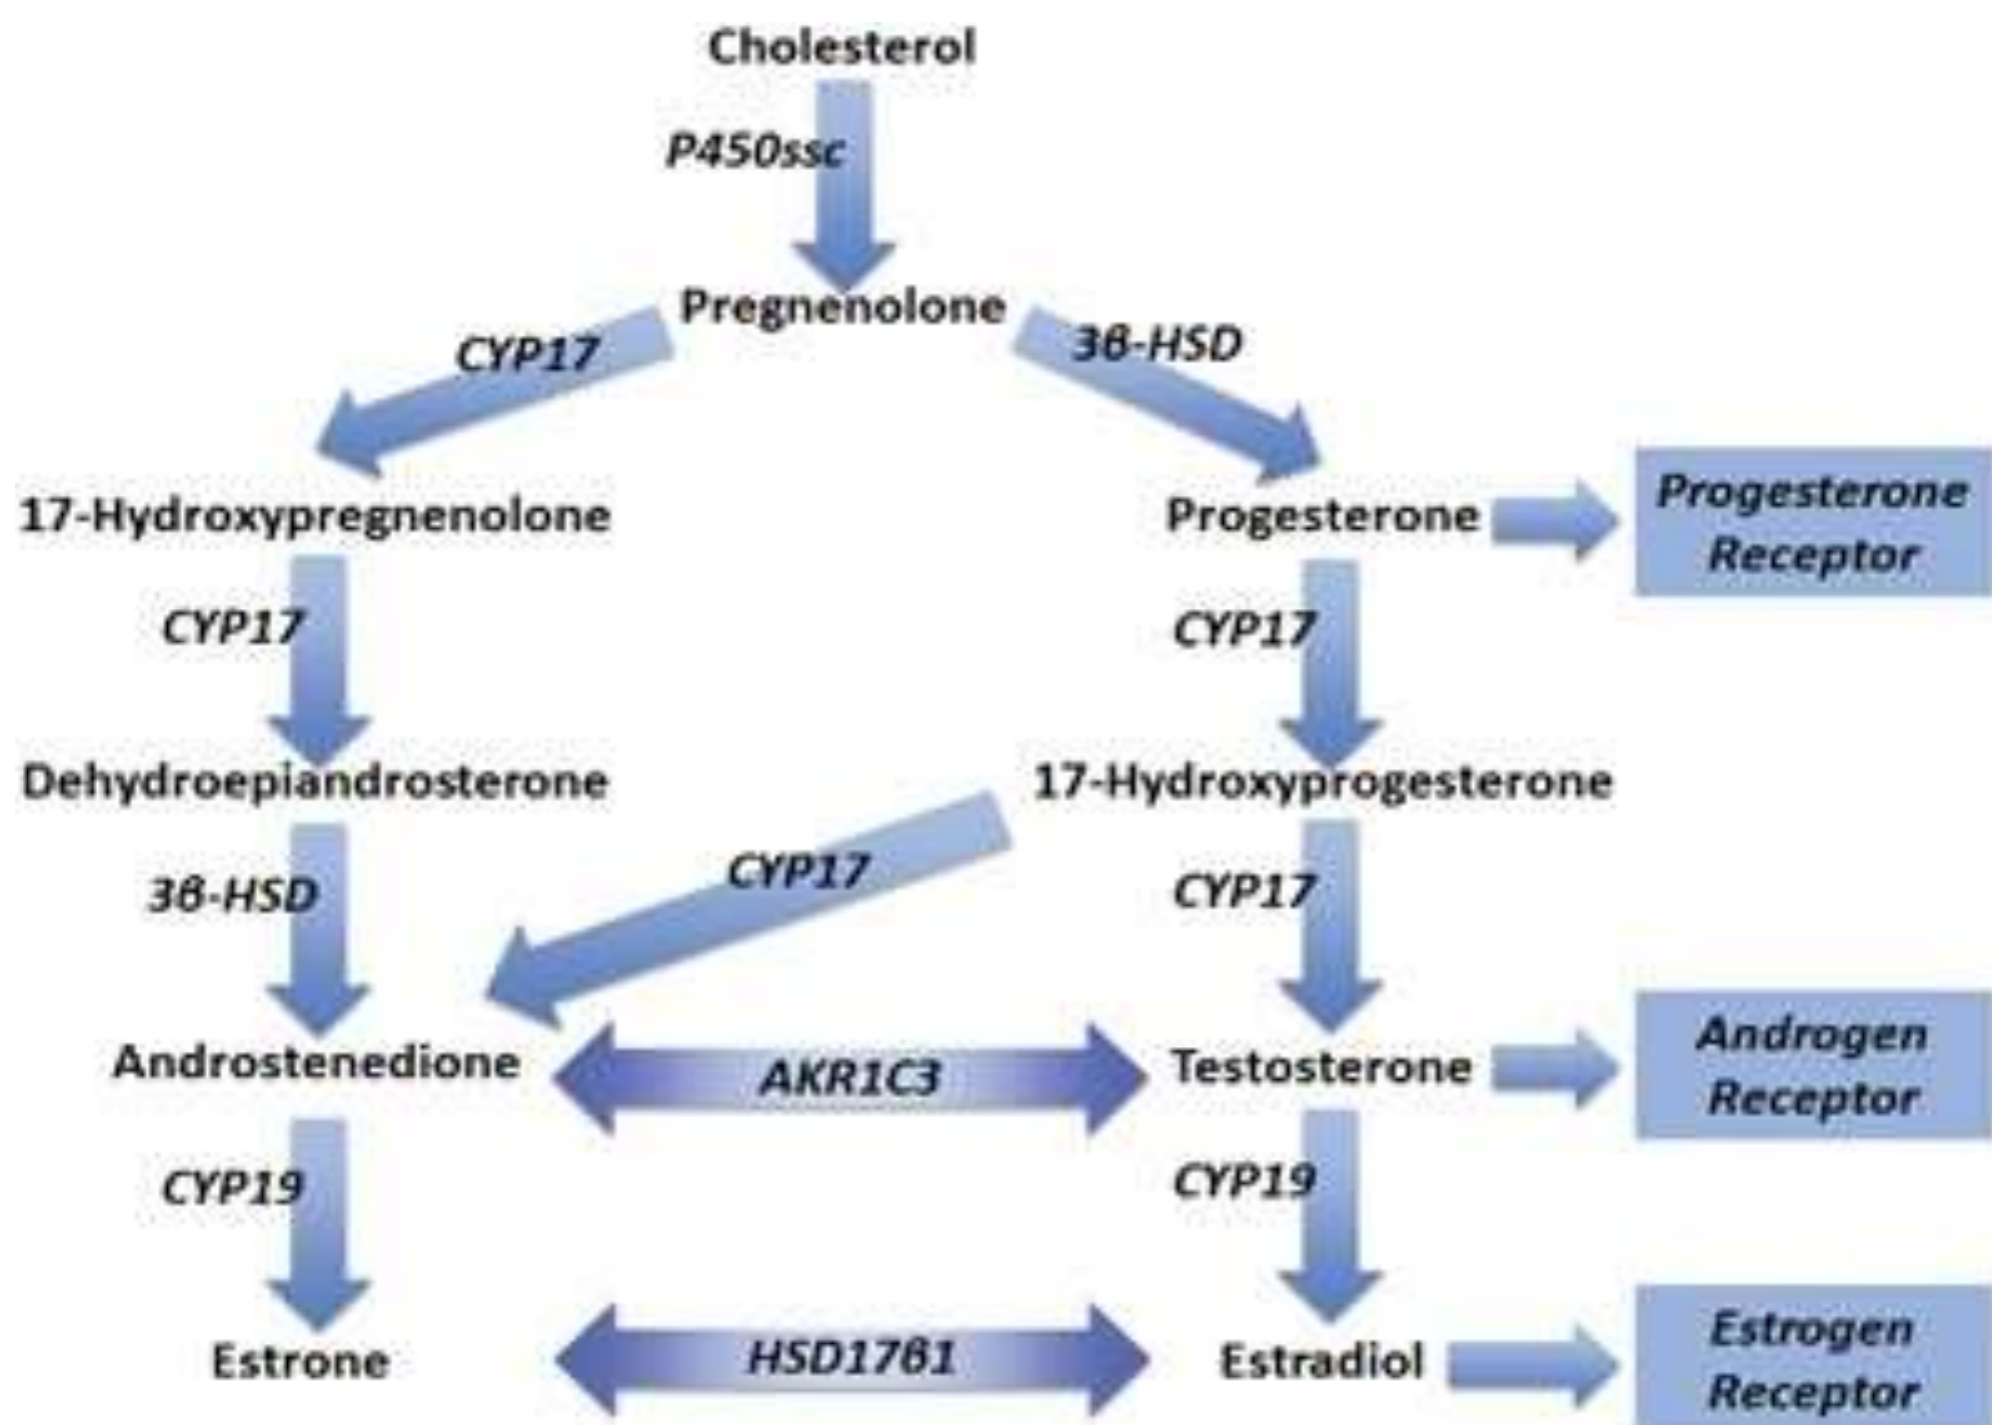 Cholesterol
P450ssc
Pregnenolone
CYP17
3β-HSD
17-Hydroxypregnenolone
Progesterone
Progesterone
Receptor
CYP17
CYP17
Dehydroepiandrosterone
17-Hydroxyprogesterone
3β-HSD
CYP17
CYP17
Androstenedione
AKR1C3
Testosterone
Androgen
Receptor
CYP19
CYP19
Estrone
HSD17β1
Estradiol
Estrogen
Receptor